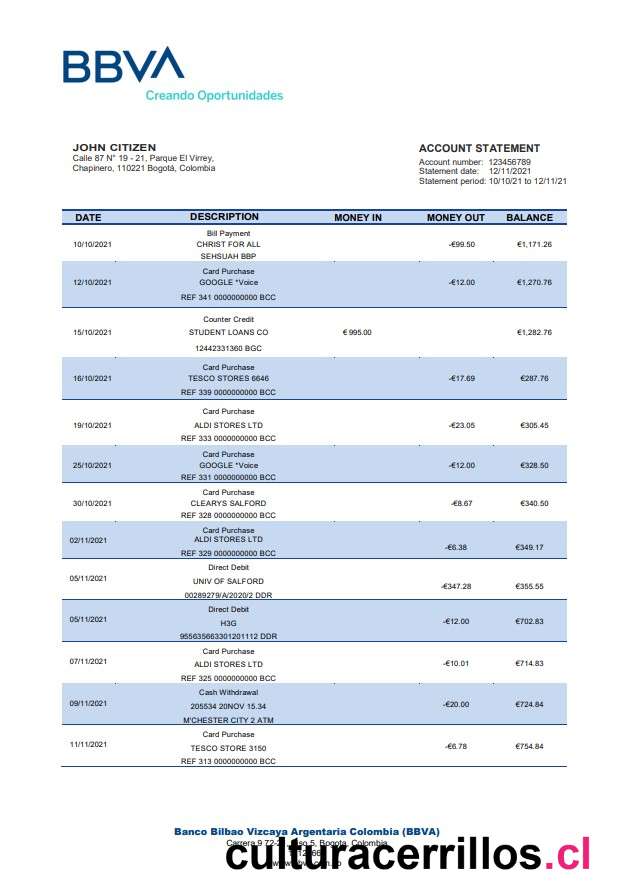 BBVA
Creando Oportunidades
JOHN CITIZEN
Calle 87 N° 19 - 21, Parque El Virrey,
Chapinero, 110221 Bogotá, Colombia
ACCOUNT STATEMENT
Account number: 123456789
Statement date: 12/11/2021
Statement period: 10/10/21 to 12/11/21
DATE DESCRIPTION MONEY IN MONEY OUT BALANCE
Bill Payment
10/10/2021 CHRIST FOR ALL -€99.50 €1,171.26
SEHSUAH BBP
Card Purchase
12/10/2021 GOOGLE *Voice -€12.00 €1,270.76
REF 341 0000000000 BCC
Counter Credit
15/10/2021 STUDENT LOANS CO € 995.00 €1,282.76
12442331360 BGC
Card Purchase
16/10/2021 TESCO STORES 6646 -€17.69 €287.76
REF 339 0000000000 BCC
Card Purchase
19/10/2021 ALDI STORES LTD -€23.05 €305.45
REF 333 0000000000 BCC
Card Purchase
25/10/2021 GOOGLE *Voice -€12.00 €328.50
REF 331 0000000000 BCC
Card Purchase
30/10/2021 CLEARYS SALFORD -€8.67 €340.50
REF 328 0000000000 BCC
Card Purchase
02/11/2021 ALDI STORES LTD -€6.38 €349.17
REF 329 0000000000 BCC
Direct Debit
05/11/2021 UNIV OF SALFORD -€347.28 €355.55
00289279/A/2020/2 DDR
Direct Debit
05/11/2021 H3G -€12.00 €702.83
955635663301201112 DDR
Card Purchase
07/11/2021 ALDI STORES LTD -€10.01 €714.83
REF 325 0000000000 BCC
Cash Withdrawal
09/11/2021 205534 20NOV 15.34 -€20.00 €724.84
M'CHESTER CITY 2 ATM
Card Purchase
11/11/2021 TESCO STORE 3150 -€6.78 €754.84
REF 313 0000000000 BCC
Banco Bilbao Vizcaya Argentaria Colombia (BBVA)
Carrera 9 72- 5, Bogota, Colombia
culturacerrillos.cl